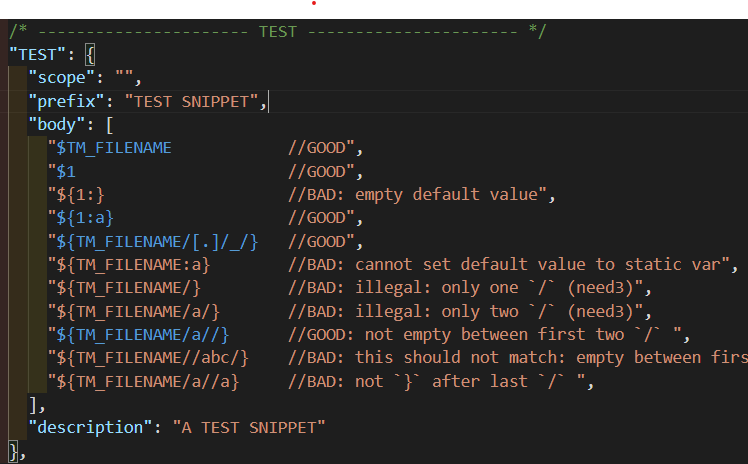 /* ---------------------- TEST ---------------------- */
"TEST": {
  "scope": "",
  "prefix": "TEST SNIPPET",
  "body": [
    "$TM_FILENAME            //GOOD",
    "$1                      //GOOD",
    "${1:}                   //BAD: empty default value",
    "${1:a}                  //GOOD",
    "${TM_FILENAME/[.]/_/}   //GOOD",
    "${TM_FILENAME:a}        //BAD: cannot set default value to static var",
    "${TM_FILENAME/}         //BAD: illegal: only one `/` (need3)",
    "${TM_FILENAME/a/}       //BAD: illegal: only two `/` (need3)",
    "${TM_FILENAME/a//}      //GOOD: not empty between first two `/` ",
    "${TM_FILENAME//abc/}    //BAD: this should not match: empty between firs
    "${TM_FILENAME/a//a}     //BAD: not `}` after last `/` ",
  ],
  "description": "A TEST SNIPPET"
},